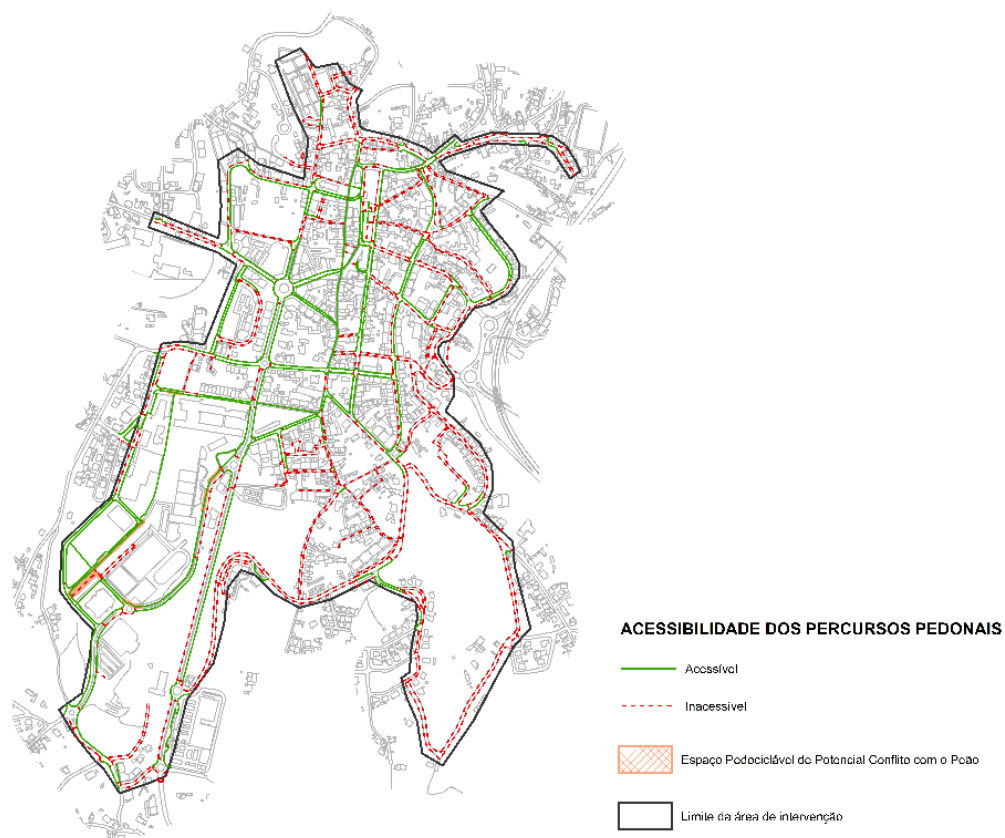 ACESSIBILIDADE DOS PERCURSOS PEDONAIS
Acessível
Inacessível
Espaço Pedociclável de Potencial Conflito com o Peão
Limite da área de intervenção